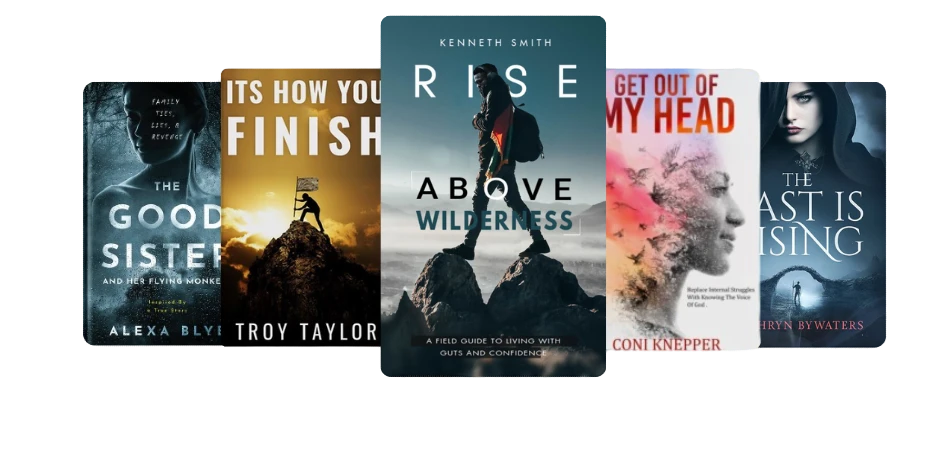 FAMILY
TIES,
LIES, &
REVENGE
THE
GOOD
SISTER
AND HER FLYING MONKE
Inspired By
a True Story
ALEXA BLYE
ITS HOW YOU
FINISH
TROY TAYLOR
KENNETH SMITH
RISE
ABOVE
WILDERNESS
A FIELD GUIDE TO LIVING WITH
GUTS AND CONFIDENCE
GET OUT OF
MY HEAD
Replace Internal Struggles
With Knowing The Voice
Of God .
CONI KNEPPER
THE
AST IS
ISING
HRYN BYWATERS